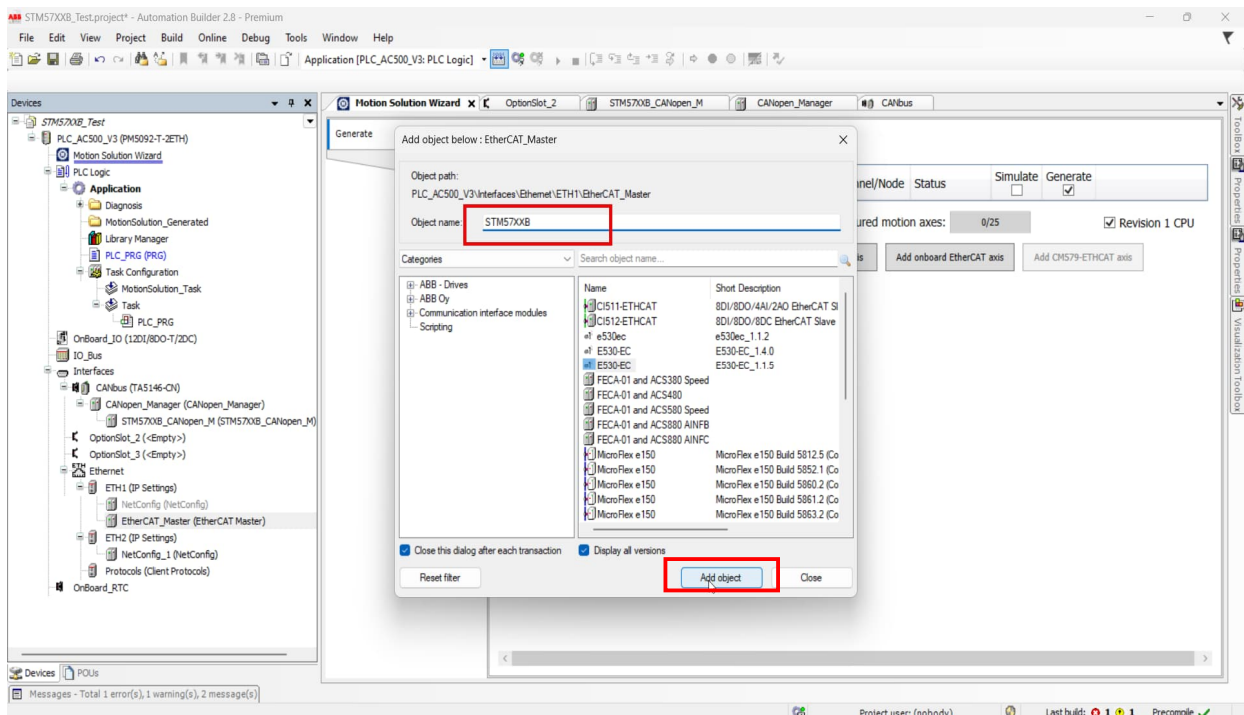 STM57XXB_Test.project* - Automation Builder 2.8 - Premium
File Edit View Project Build Online Debug Tools Window Help
Application [PLC_AC500_V3: PLC Logic]
Devices
STM57XXB_Test
PLC_AC500_V3 (PM5092-T-2ETH)
Motion Solution Wizard
PLC Logic
Application
Diagnosis
MotionSolution_Generated
Library Manager
PLC_PRG (PRG)
Task Configuration
MotionSolution_Task
Task
PLC_PRG
OnBoard_IO (12DI/8DO-T/2DC)
IO_Bus
Interfaces
CANbus (TA5146-CN)
CANopen_Manager (CANopen_Manager)
STM57XXB_CANopen_M (STM57XXB_CANopen_M)
OptionSlot_2 (<Empty>)
OptionSlot_3 (<Empty>)
Ethernet
ETH1 (IP Settings)
NetConfig (NetConfig)
EtherCAT_Master (EtherCAT Master)
ETH2 (IP Settings)
NetConfig_1 (NetConfig)
Protocols (Client Protocols)
OnBoard_RTC
Devices POUs
Motion Solution Wizard OptionSlot_2 STM57XXB_CANopen_M CANopen_Manager CANbus
Generate
Add object below : EtherCAT_Master
Object path:
PLC_AC500_V3\Interfaces\Ethernet\ETH1\EtherCAT_Master
Object name: STM57XXB
Categories Search object name...
ABB - Drives
ABB Oy
Communication interface modules
Scripting
Name Short Description
CI511-ETHCAT 8DI/8DO/4AI/2AO EtherCAT Sl
CI512-ETHCAT 8DI/8DO/8DC EtherCAT Slave
e530ec e530ec_1.1.2
E530-EC E530-EC_1.4.0
E530-EC E530-EC_1.1.5
FECA-01 and ACS380 Speed
FECA-01 and ACS480
FECA-01 and ACS580 Speed
FECA-01 and ACS880 AINFB
FECA-01 and ACS880 AINFC
MicroFlex e150 MicroFlex e150 Build 5812.5 (Co
MicroFlex e150 MicroFlex e150 Build 5852.1 (Co
MicroFlex e150 MicroFlex e150 Build 5860.2 (Co
MicroFlex e150 MicroFlex e150 Build 5861.2 (Co
MicroFlex e150 MicroFlex e150 Build 5863.2 (Co
Close this dialog after each transaction Display all versions
Reset filter Add object Close
nnel/Node Status Simulate Generate
ured motion axes: 0/25 Revision 1 CPU
is Add onboard EtherCAT axis Add CM579-ETHCAT axis
ToolBox
Properties
Properties
Visualization Toolbox
Messages - Total 1 error(s), 1 warning(s), 2 message(s)
Project user: (nobody) Last build: 1 1 Precompile